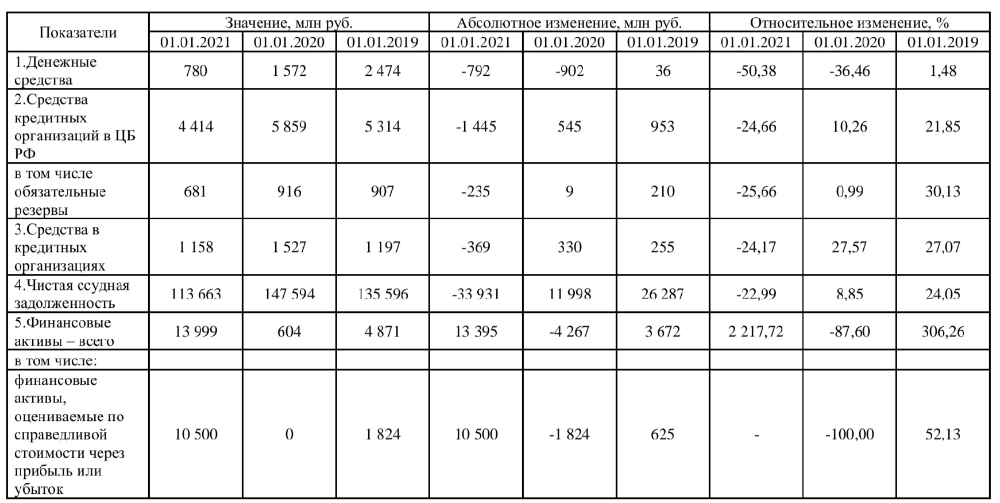 Показатели
Значение, млн руб.
Абсолютное изменение, млн руб.
Относительное изменение, %
01.01.2021 01.01.2020 01.01.2019 01.01.2021 01.01.2020 01.01.2019 01.01.2021 01.01.2020 01.01.2019
1.Денежные
средства
780 1 572 2 474 -792 -902 36 -50,38 -36,46 1,48
2.Средства
кредитных
организаций в ЦБ
РФ
4 414 5 859 5 314 -1 445 545 953 -24,66 10,26 21,85
в том числе
обязательные
резервы
681 916 907 -235 9 210 -25,66 0,99 30,13
3.Средства в
кредитных
организациях
1 158 1 527 1 197 -369 330 255 -24,17 27,57 27,07
4.Чистая ссудная
задолженность
113 663 147 594 135 596 -33 931 11 998 26 287 -22,99 8,85 24,05
5.Финансовые
активы – всего
13 999 604 4 871 13 395 -4 267 3 672 2 217,72 -87,60 306,26
в том числе:
финансовые
активы,
оцениваемые по
справедливой
стоимости через
прибыль или
убыток
10 500 0 1 824 10 500 -1 824 625 - -100,00 52,13